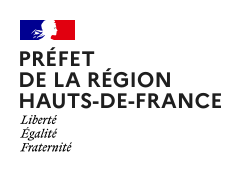 PRÉFET
DE LA RÉGION
HAUTS-DE-FRANCE
Liberté
Égalité
Fraternité